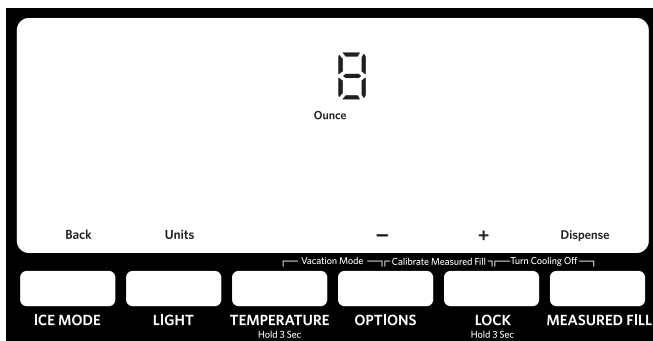 8
Ounce
Back Units − + Dispense
Vacation Mode Calibrate Measured Fill Turn Cooling Off
ICE MODE LIGHT TEMPERATURE OPTIONS LOCK MEASURED FILL
Hold 3 Sec Hold 3 Sec